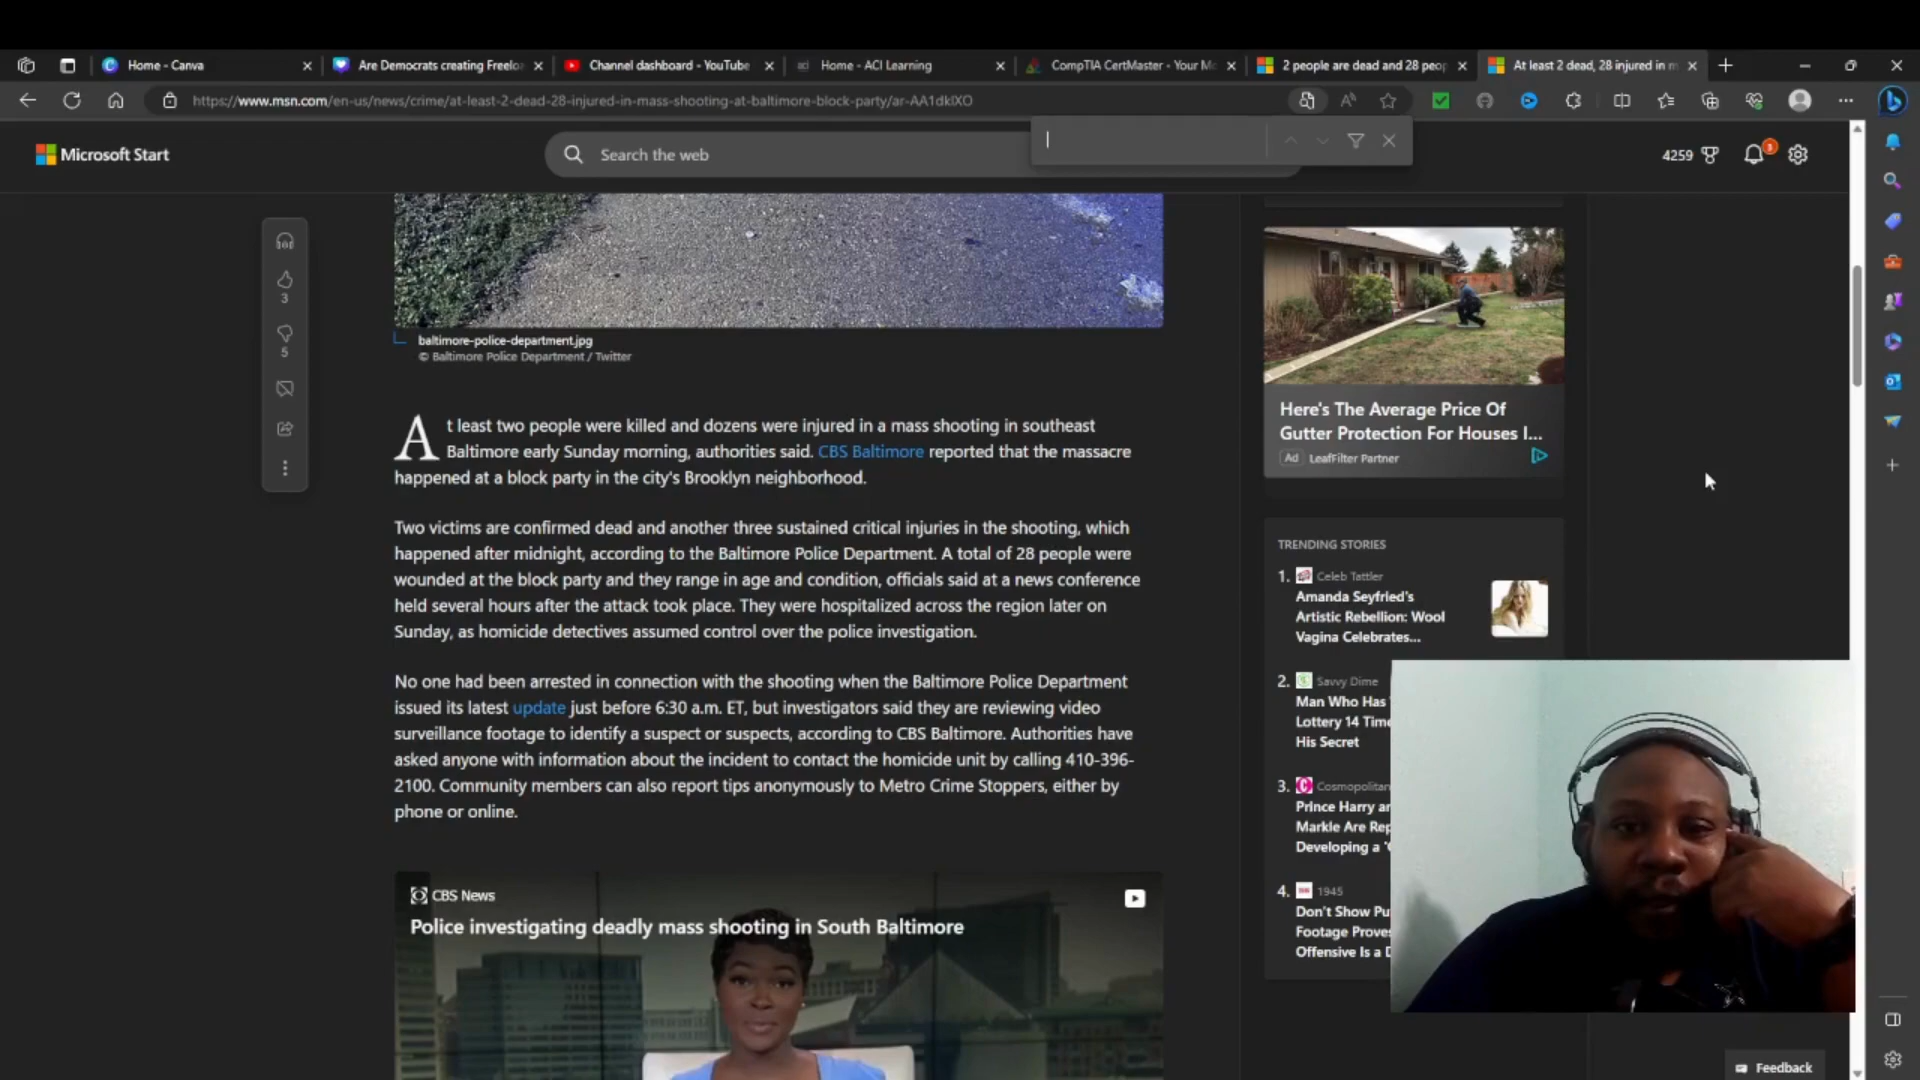 Home - Canva
Are Democrats creating Freeloa
Channel dashboard - YouTube
Home - ACI Learning
CompTIA CertMaster - Your Mo
2 people are dead and 28 peop
At least 2 dead, 28 injured in m
https://www.msn.com/en-us/news/crime/at-least-2-dead-28-injured-in-mass-shooting-at-baltimore-block-party/ar-AA1dkIXO
Microsoft Start
Search the web
4259
3
3
5
baltimore-police-department.jpg
© Baltimore Police Department / Twitter
At least two people were killed and dozens were injured in a mass shooting in southeast
Baltimore early Sunday morning, authorities said. CBS Baltimore reported that the massacre
happened at a block party in the city's Brooklyn neighborhood.
Two victims are confirmed dead and another three sustained critical injuries in the shooting, which
happened after midnight, according to the Baltimore Police Department. A total of 28 people were
wounded at the block party and they range in age and condition, officials said at a news conference
held several hours after the attack took place. They were hospitalized across the region later on
Sunday, as homicide detectives assumed control over the police investigation.
No one had been arrested in connection with the shooting when the Baltimore Police Department
issued its latest update just before 6:30 a.m. ET, but investigators said they are reviewing video
surveillance footage to identify a suspect or suspects, according to CBS Baltimore. Authorities have
asked anyone with information about the incident to contact the homicide unit by calling 410-396-
2100. Community members can also report tips anonymously to Metro Crime Stoppers, either by
phone or online.
CBS News
Police investigating deadly mass shooting in South Baltimore
Here's The Average Price Of
Gutter Protection For Houses I...
Ad LeafFilter Partner
TRENDING STORIES
1. Celeb Tattler
Amanda Seyfried's
Artistic Rebellion: Wool
Vagina Celebrates...
2. Savvy Dime
Man Who Has
Lottery 14 Time
His Secret
3. Cosmopolitan
Prince Harry an
Markle Are Rep
Developing a '
4. 1945
Don't Show Pu
Footage Proves
Offensive Is a D
Feedback